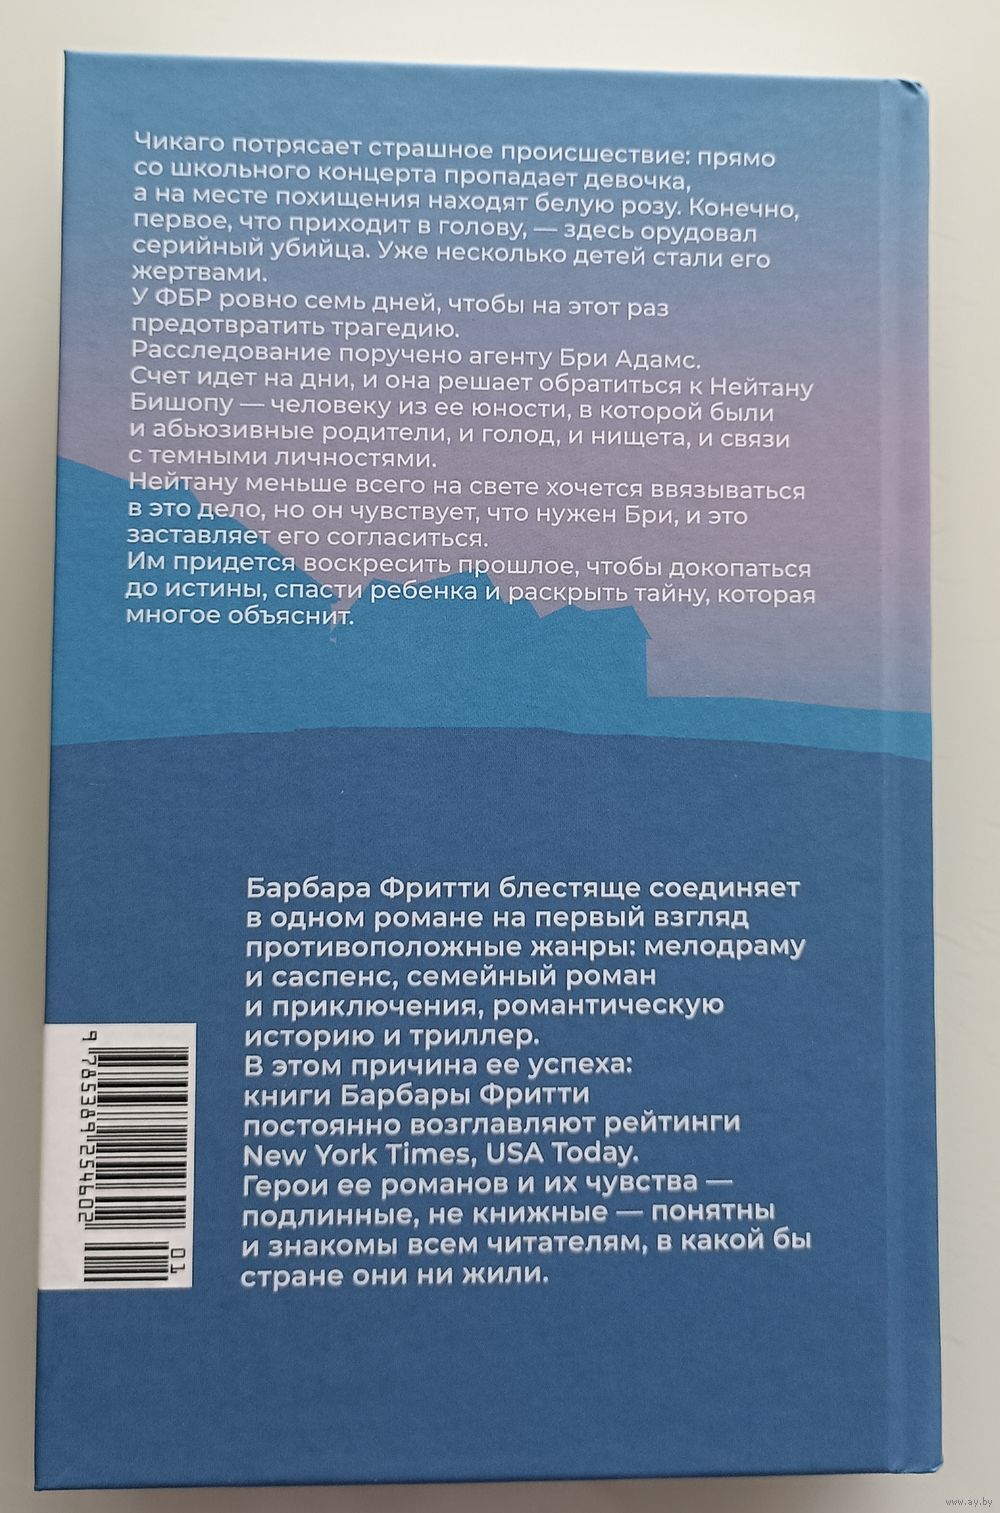 Чикаго потрясает страшное происшествие: прямо
со школьного концерта пропадает девочка,
а на месте похищения находят белую розу. Конечно,
первое, что приходит в голову, — здесь орудовал
серийный убийца. Уже несколько детей стали его
жертвами.
У ФБР ровно семь дней, чтобы на этот раз
предотвратить трагедию.
Расследование поручено агенту Бри Адамс.
Счет идет на дни, и она решает обратиться к Нейтану
Бишопу — человеку из ее юности, в которой были
и абьюзивные родители, и голод, и нищета, и связи
с темными личностями.
Нейтану меньше всего на свете хочется ввязываться
в это дело, но он чувствует, что нужен Бри, и это
заставляет его согласиться.
Им придется воскресить прошлое, чтобы докопаться
до истины, спасти ребенка и раскрыть тайну, которая
многое объяснит.
Барбара Фритти блестяще соединяет
в одном романе на первый взгляд
противоположные жанры: мелодраму
и саспенс, семейный роман
и приключения, романтическую
историю и триллер.
В этом причина ее успеха:
книги Барбары Фритти
постоянно возглавляют рейтинги
New York Times, USA Today.
Герои ее романов и их чувства —
подлинные, не книжные — понятны
и знакомы всем читателям, в какой бы
стране они ни жили.
9 785389 254602
01
www.ay.by